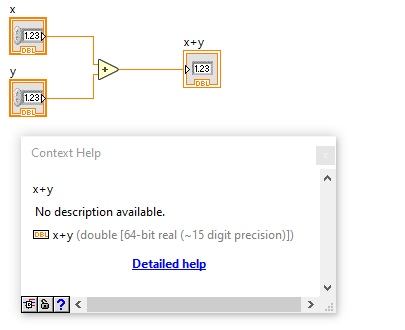 x
1.23
DBL
x+y
1.23
DBL
y
1.23
DBL
+
Context Help
x
x+y
No description available.
DBL x+y (double [64-bit real (~15 digit precision)])
Detailed help
?